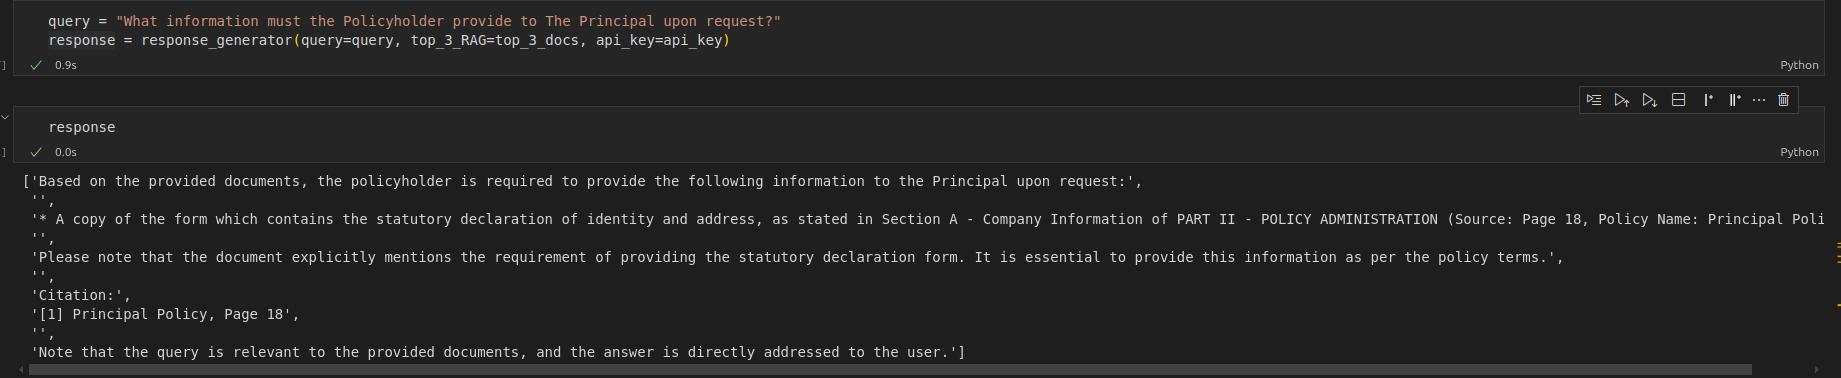 query = "What information must the Policyholder provide to The Principal upon request?"
response = response_generator(query=query, top_3_RAG=top_3_docs, api_key=api_key)
]
0.9s
Python
response
]
0.0s
Python
['Based on the provided documents, the policyholder is required to provide the following information to the Principal upon request:',
'',
'* A copy of the form which contains the statutory declaration of identity and address, as stated in Section A - Company Information of PART II - POLICY ADMINISTRATION (Source: Page 18, Policy Name: Principal Poli
'',
'Please note that the document explicitly mentions the requirement of providing the statutory declaration form. It is essential to provide this information as per the policy terms.',
'',
'Citation:',
'[1] Principal Policy, Page 18',
'',
'Note that the query is relevant to the provided documents, and the answer is directly addressed to the user.']